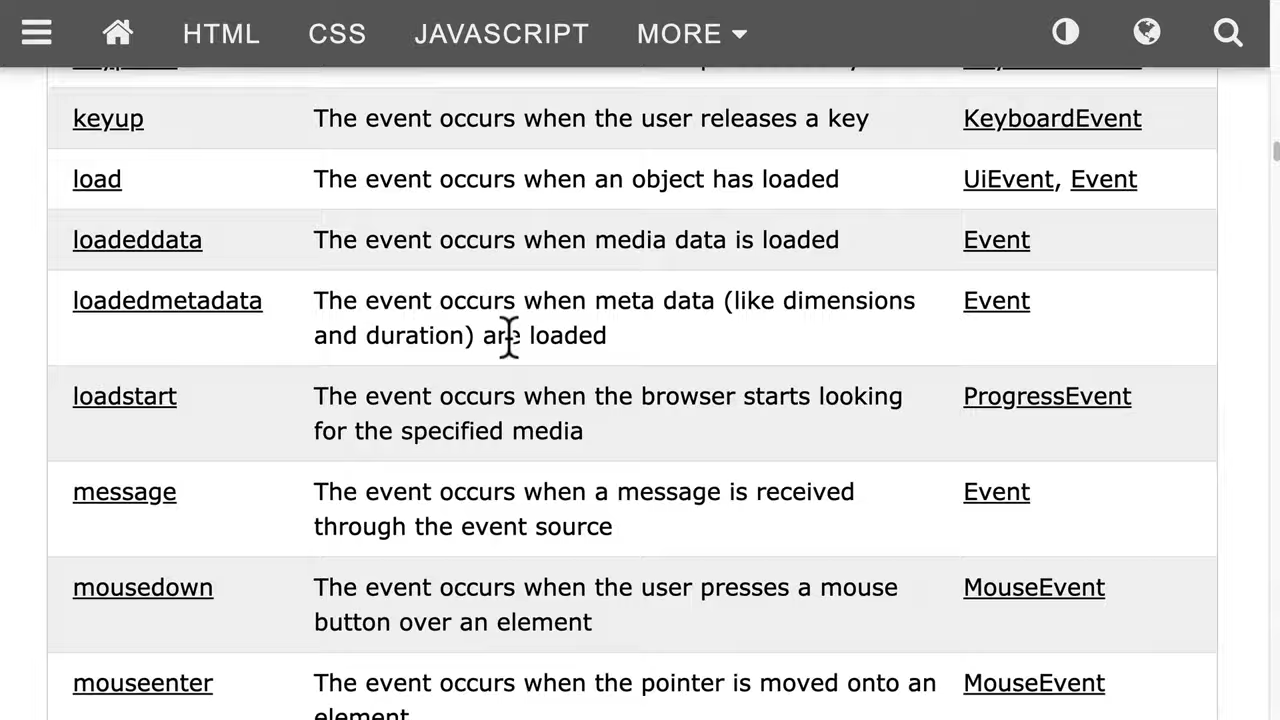 HTML CSS JAVASCRIPT MORE
keyup The event occurs when the user releases a key KeyboardEvent
load The event occurs when an object has loaded UiEvent, Event
loadeddata The event occurs when media data is loaded Event
loadedmetadata The event occurs when meta data (like dimensions Event
and duration) are loaded
loadstart The event occurs when the browser starts looking ProgressEvent
for the specified media
message The event occurs when a message is received Event
through the event source
mousedown The event occurs when the user presses a mouse MouseEvent
button over an element
mouseenter The event occurs when the pointer is moved onto an MouseEvent
element